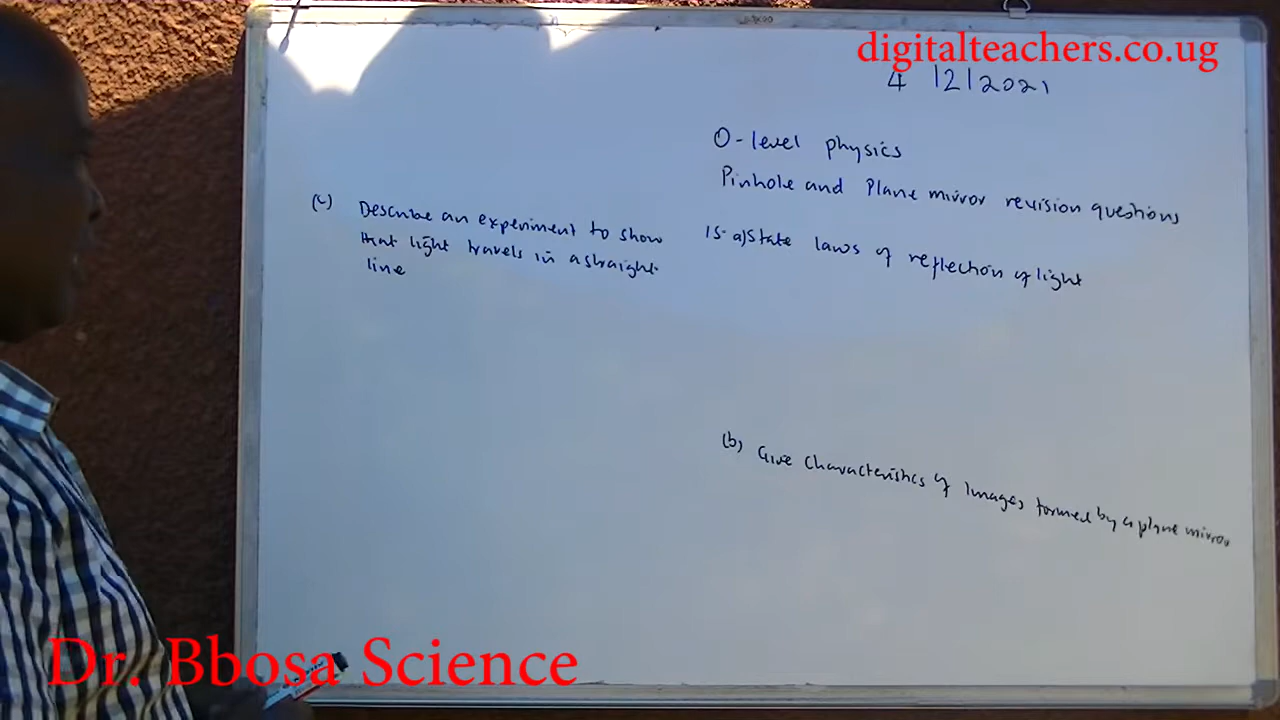 digitalteachers.co.ug
4/12/2021
O-level physics
Pinhole and Plane mirror revision questions
15. a) State laws of reflection of light
(b) Give characteristics of images formed by a plane mirror
(c) Describe an experiment to show
that light travels in a straight
line
Dr. Bbosa Science